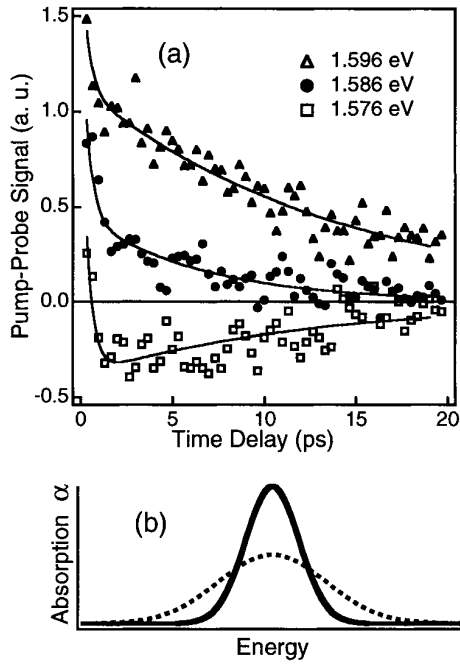 (a)
1.596 eV
1.586 eV
1.576 eV
Pump-Probe Signal (a. u.)
1.5
1.0
0.5
0.0
-0.5
0
5
10
15
20
Time Delay (ps)
(b)
Absorption α
Energy